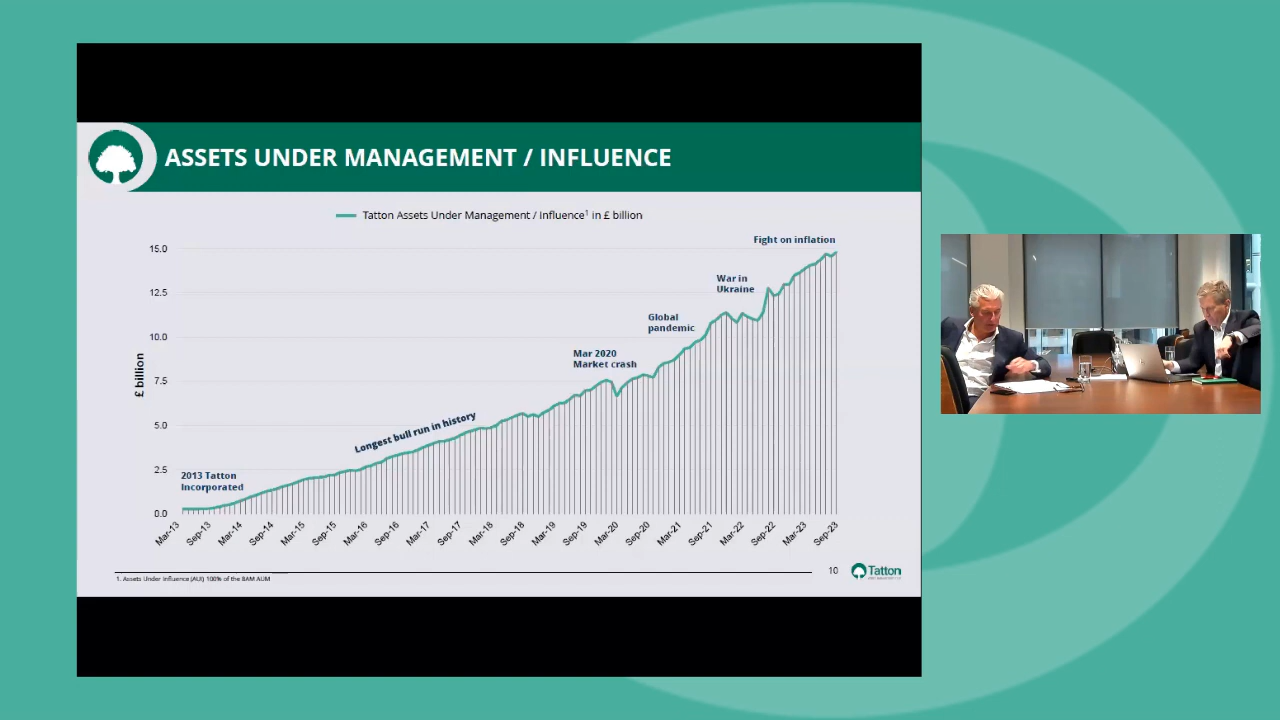 ASSETS UNDER MANAGEMENT / INFLUENCE
Tatton Assets Under Management / Influence¹ in £ billion
Fight on inflation
15.0
War in
Ukraine
12.5
Global
pandemic
10.0
Mar 2020
Market crash
£ billion
7.5
Longest bull run in history
5.0
2013 Tatton
Incorporated
2.5
0.0
Mar-13
Sep-13
Mar-14
Sep-14
Mar-15
Sep-15
Mar-16
Sep-16
Mar-17
Sep-17
Mar-18
Sep-18
Mar-19
Sep-19
Mar-20
Sep-20
Mar-21
Sep-21
Mar-22
Sep-22
Mar-23
Sep-23
1. Assets Under Influence (AUI) 100% of the 8AM AUM
10
Tatton